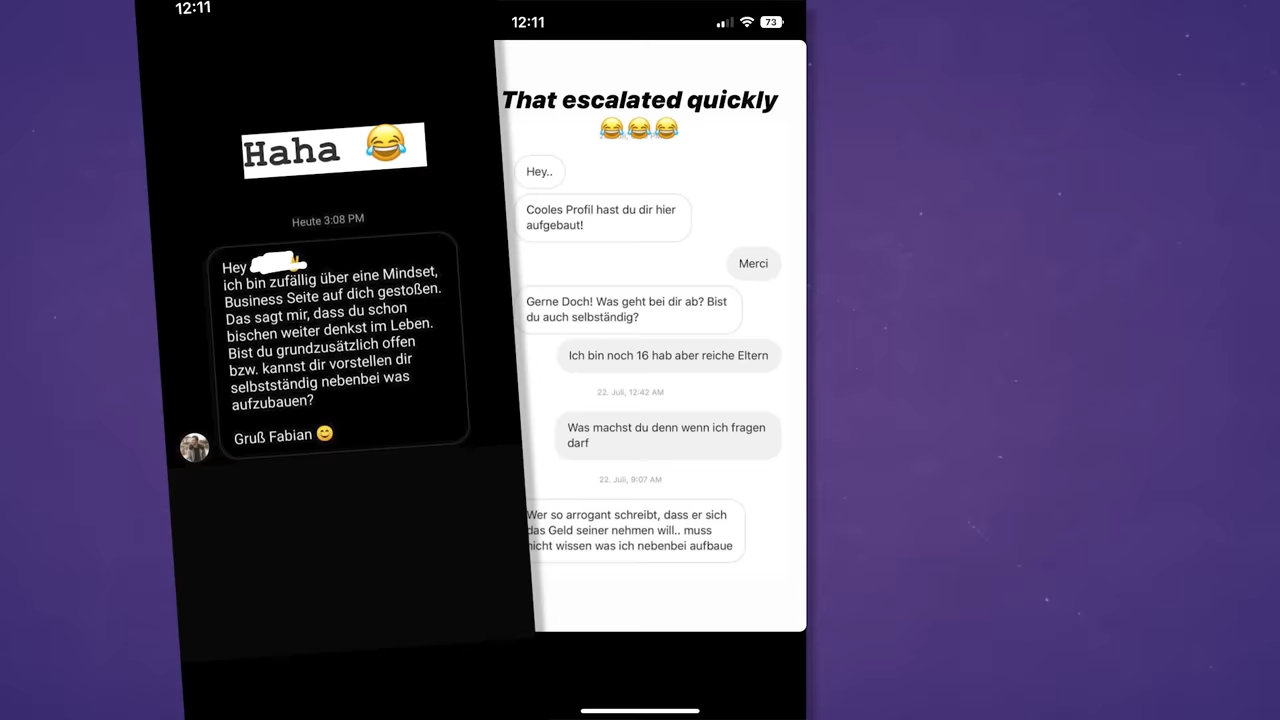 12:11
Haha 😂
Heute 3:08 PM
Hey
ich bin zufällig über eine Mindset,
Business Seite auf dich gestoßen.
Das sagt mir, dass du schon
bischen weiter denkst im Leben.
Bist du grundzusätzlich offen
bzw. kannst dir vorstellen dir
selbstständig nebenbei was
aufzubauen?
Gruß Fabian 😊
12:11
73
That escalated quickly
😂😂😂
Hey..
Cooles Profil hast du dir hier
aufgebaut!
Merci
Gerne Doch! Was geht bei dir ab? Bist
du auch selbständig?
Ich bin noch 16 hab aber reiche Eltern
22. Juli, 12:42 AM
Was machst du denn wenn ich fragen
darf
22. Juli, 9:07 AM
Wer so arrogant schreibt, dass er sich
das Geld seiner nehmen will.. muss
nicht wissen was ich nebenbei aufbaue